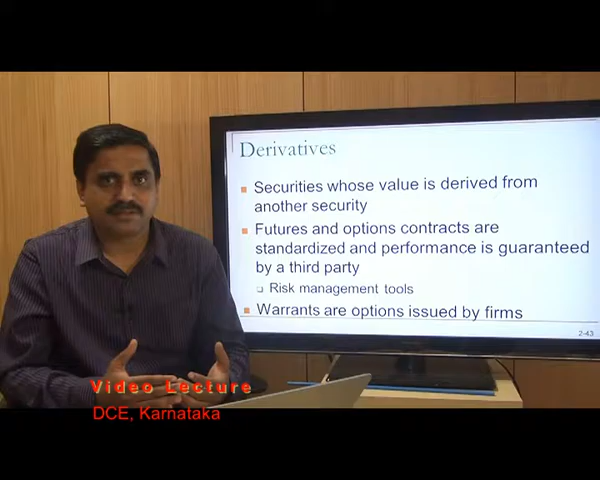 Derivatives
Securities whose value is derived from
another security
Futures and options contracts are
standardized and performance is guaranteed
by a third party
Risk management tools
Warrants are options issued by firms
2-43
Video Lecture
DCE, Karnataka